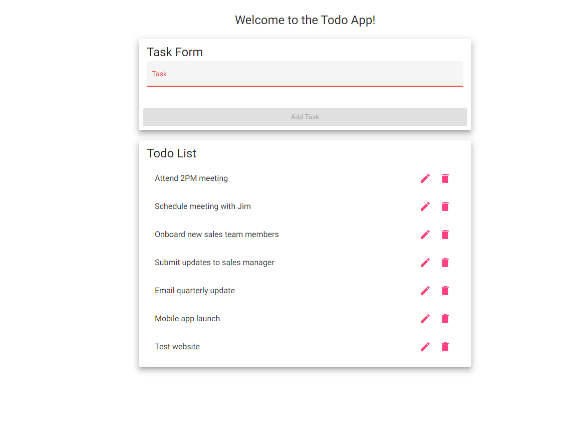 Welcome to the Todo App!
Task Form
Task
Add Task
Todo List
Attend 2PM meeting
Schedule meeting with Jim
Onboard new sales team members
Submit updates to sales manager
Email quarterly update
Mobile app launch
Test website